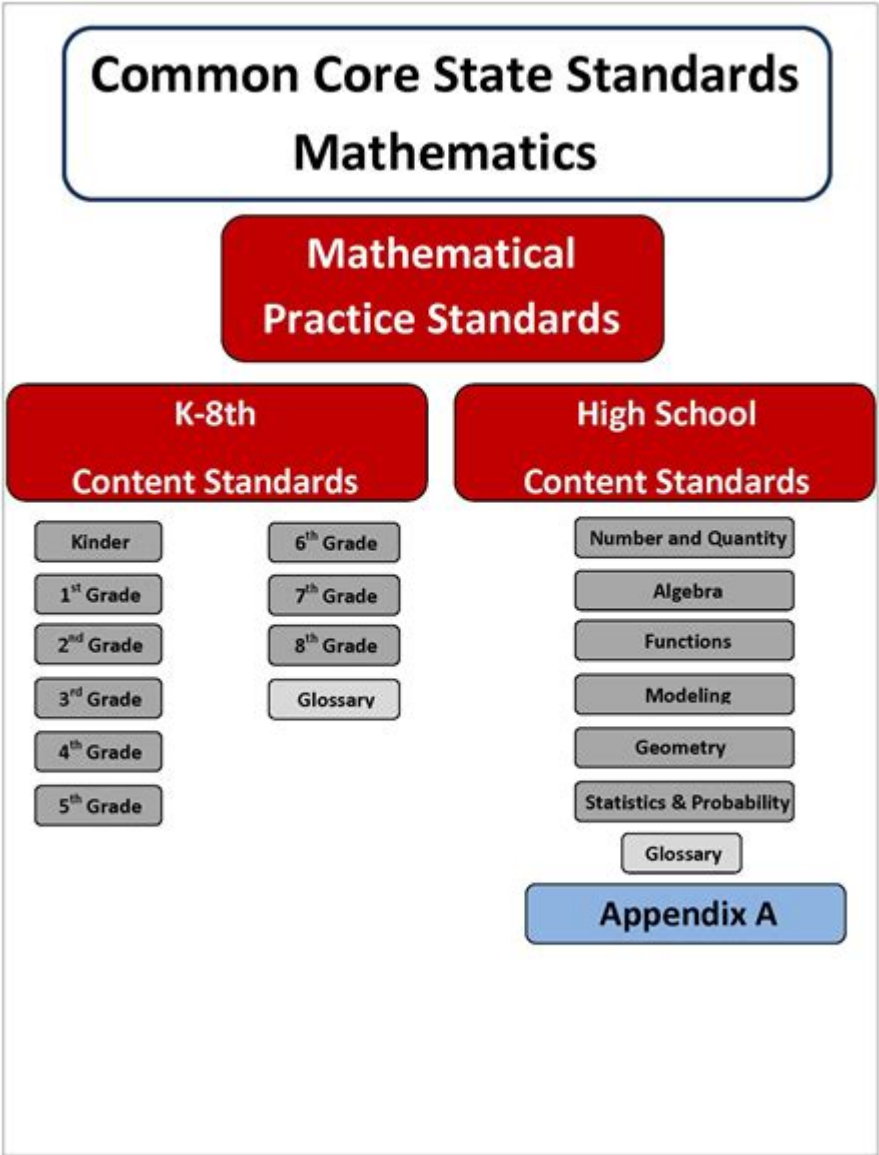 Common Core State Standards
Mathematics
Mathematical
Practice Standards
K-8th
Content Standards
Kinder
1st Grade
2nd Grade
3rd Grade
4th Grade
5th Grade
6th Grade
7th Grade
8th Grade
Glossary
High School
Content Standards
Number and Quantity
Algebra
Functions
Modeling
Geometry
Statistics & Probability
Glossary
Appendix A